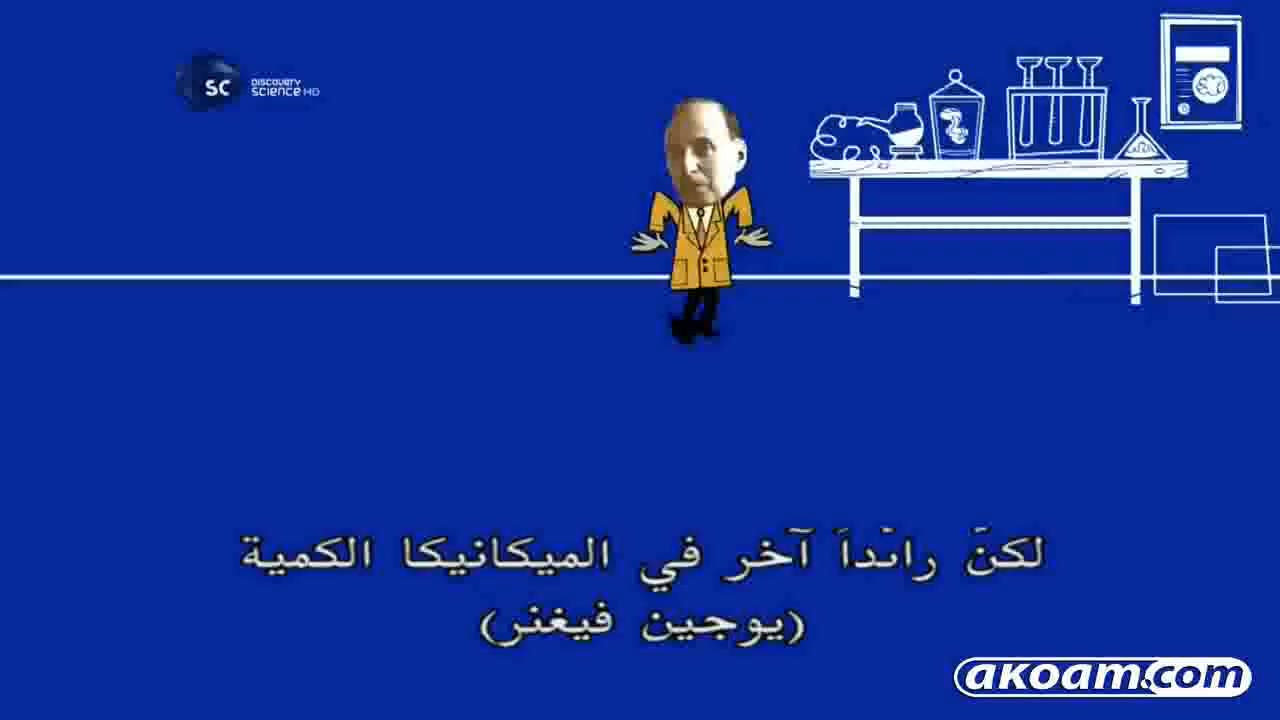 SC DISCOVERY SCIENCE HD
لكنّ رائداً آخر في الميكانيكا الكمية
(يوجين فيغنر)
akoam.com